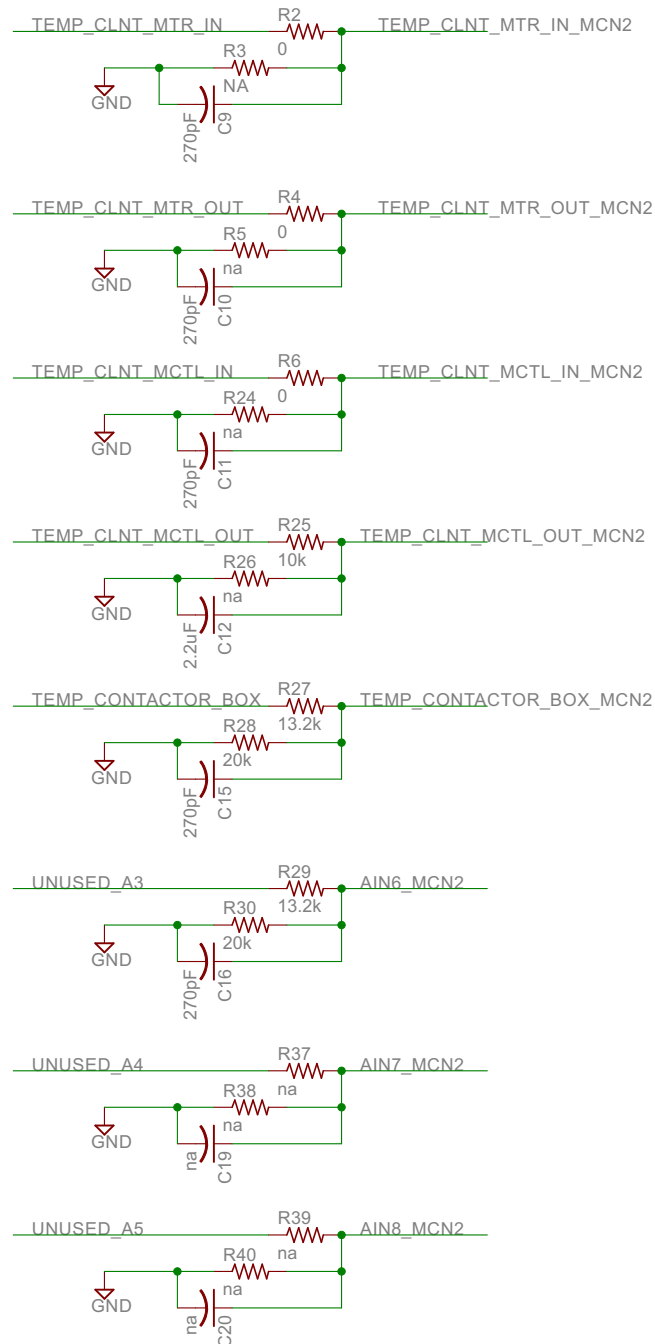 TEMP_CLNT_MTR_IN R2 TEMP_CLNT_MTR_IN_MCN2
0
R3
NA
GND
270pF C9
TEMP_CLNT_MTR_OUT R4 TEMP_CLNT_MTR_OUT_MCN2
0
R5
na
GND
270pF C10
TEMP_CLNT_MCTL_IN R6 TEMP_CLNT_MCTL_IN_MCN2
0
R24
na
GND
270pF C11
TEMP_CLNT_MCTL_OUT R25 TEMP_CLNT_MCTL_OUT_MCN2
10k
R26
na
GND
2.2uF C12
TEMP_CONTACTOR_BOX R27 TEMP_CONTACTOR_BOX_MCN2
13.2k
R28
20k
GND
270pF C15
UNUSED_A3 R29 AIN6_MCN2
13.2k
R30
20k
GND
270pF C16
UNUSED_A4 R37 AIN7_MCN2
na
R38
na
GND
na C19
UNUSED_A5 R39 AIN8_MCN2
na
R40
na
GND
na C20